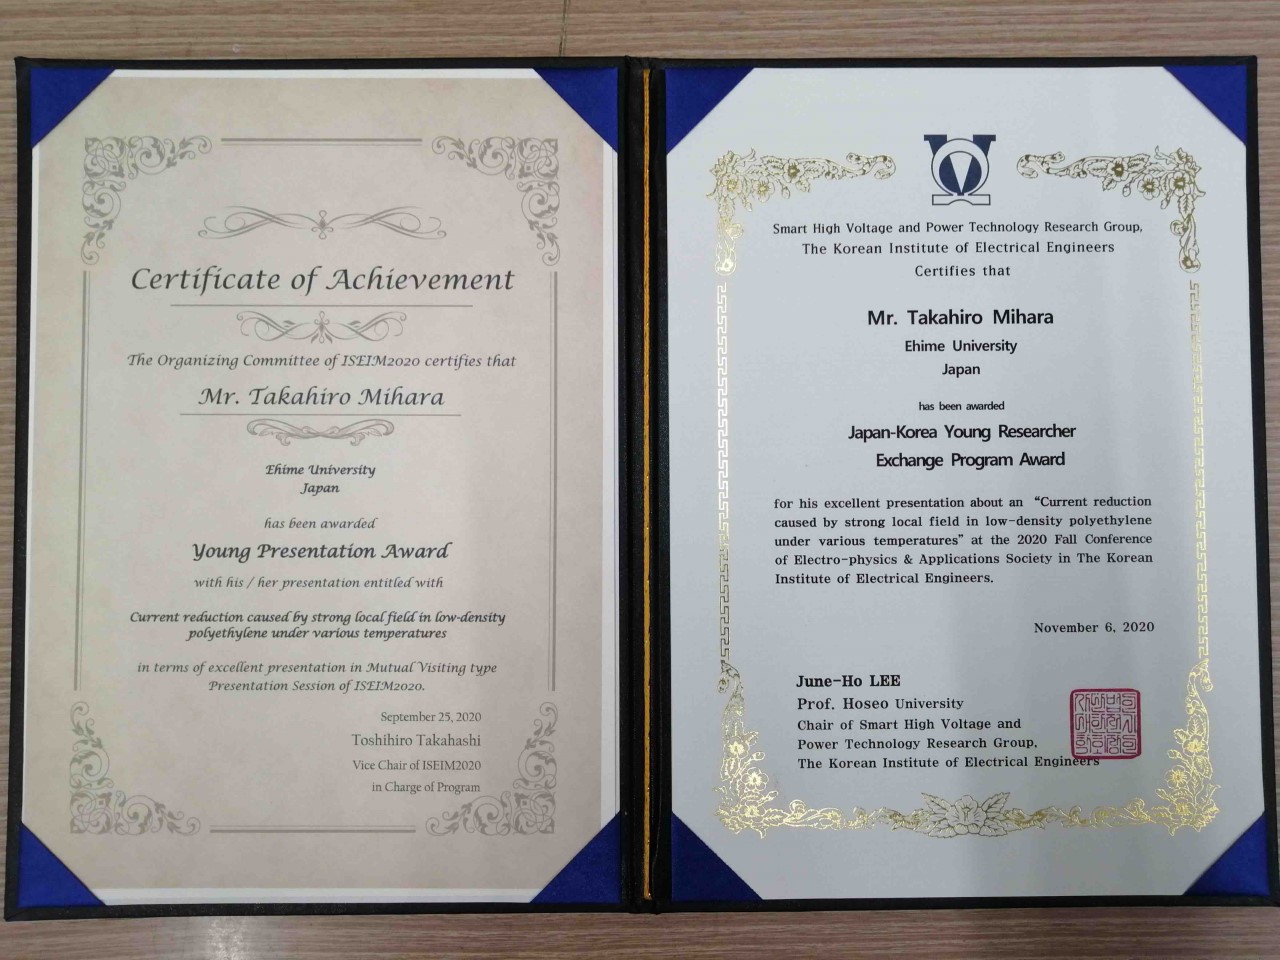 Certificate of Achievement
The Organizing Committee of ISEIM2020 certifies that
Mr. Takahiro Mihara
Ehime University
Japan
has been awarded
Young Presentation Award
with his / her presentation entitled with
Current reduction caused by strong local field in low-density
polyethylene under various temperatures
in terms of excellent presentation in Mutual Visiting type
Presentation Session of ISEIM2020.
September 25, 2020
Toshihiro Takahashi
Vice Chair of ISEIM2020
in Charge of Program
Smart High Voltage and Power Technology Research Group,
The Korean Institute of Electrical Engineers
Certifies that
Mr. Takahiro Mihara
Ehime University
Japan
has been awarded
Japan-Korea Young Researcher
Exchange Program Award
for his excellent presentation about an “Current reduction
caused by strong local field in low-density polyethylene
under various temperatures” at the 2020 Fall Conference
of Electro-physics & Applications Society in The Korean
Institute of Electrical Engineers.
November 6, 2020
June-Ho LEE
Prof. Hoseo University
Chair of Smart High Voltage and
Power Technology Research Group,
The Korean Institute of Electrical Engineers